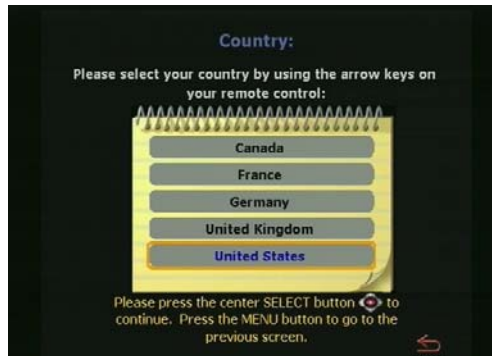 Country:
Please select your country by using the arrow keys on
your remote control:
Canada
France
Germany
United Kingdom
United States
Please press the center SELECT button to
continue. Press the MENU button to go to the
previous screen.